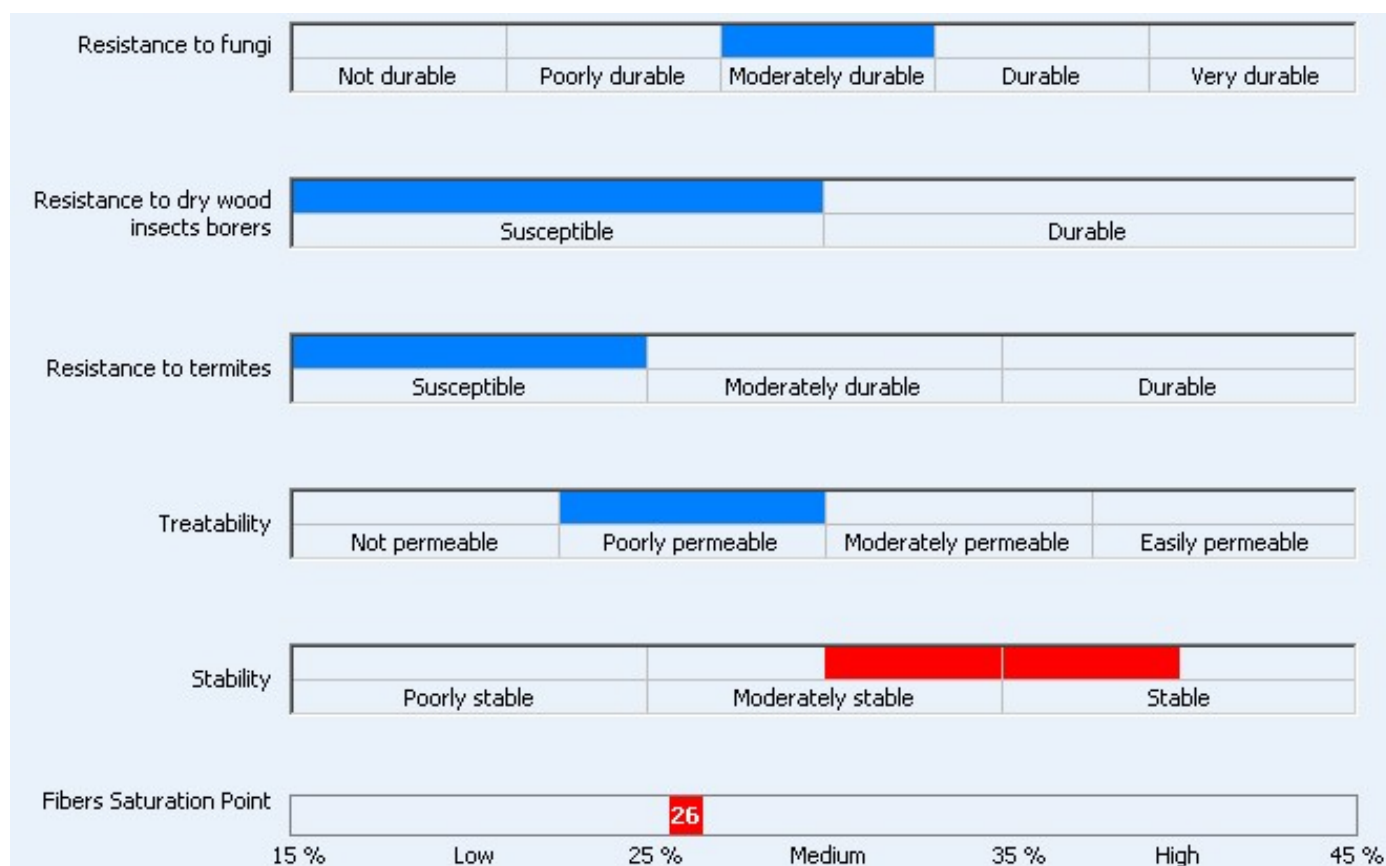 Resistance to fungi
Not durable Poorly durable Moderately durable Durable Very durable
Resistance to dry wood
insects borers
Susceptible Durable
Resistance to termites
Susceptible Moderately durable Durable
Treatability
Not permeable Poorly permeable Moderately permeable Easily permeable
Stability
Poorly stable Moderately stable Stable
Fibers Saturation Point
26
15 % Low 25 % Medium 35 % High 45 %